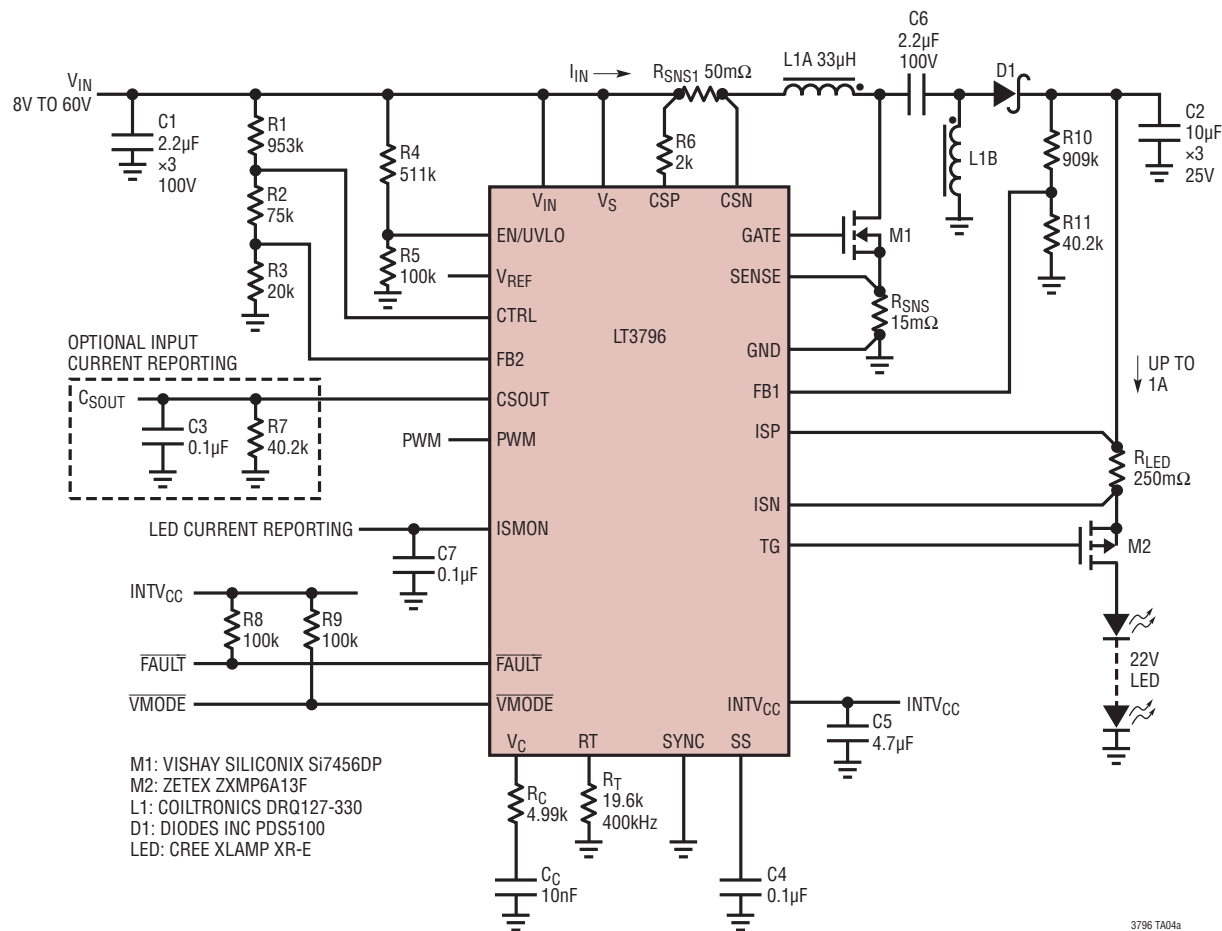 V_IN
8V TO 60V
C1
2.2µF
×3
100V
R1
953k
R2
75k
R3
20k
R4
511k
R5
100k
I_IN
R_SNS1 50mΩ
R6
2k
L1A 33µH
C6
2.2µF
100V
D1
L1B
R10
909k
R11
40.2k
C2
10µF
×3
25V
V_IN
V_S
CSP
CSN
EN/UVLO
V_REF
CTRL
FB2
CSOUT
PWM
ISMON
FAULT
VMODE
V_C
RT
SYNC
SS
LT3796
GATE
SENSE
GND
FB1
ISP
ISN
TG
INTV_CC
M1
R_SNS
15mΩ
UP TO
1A
R_LED
250mΩ
M2
22V
LED
OPTIONAL INPUT
CURRENT REPORTING
C_SOUT
C3
0.1µF
R7
40.2k
PWM
LED CURRENT REPORTING
C7
0.1µF
INTV_CC
R8
100k
R9
100k
FAULT
VMODE
INTV_CC
C5
4.7µF
R_C
4.99k
C_C
10nF
R_T
19.6k
400kHz
C4
0.1µF
M1: VISHAY SILICONIX Si7456DP
M2: ZETEX ZXMP6A13F
L1: COILTRONICS DRQ127-330
D1: DIODES INC PDS5100
LED: CREE XLAMP XR-E
3796 TA04a